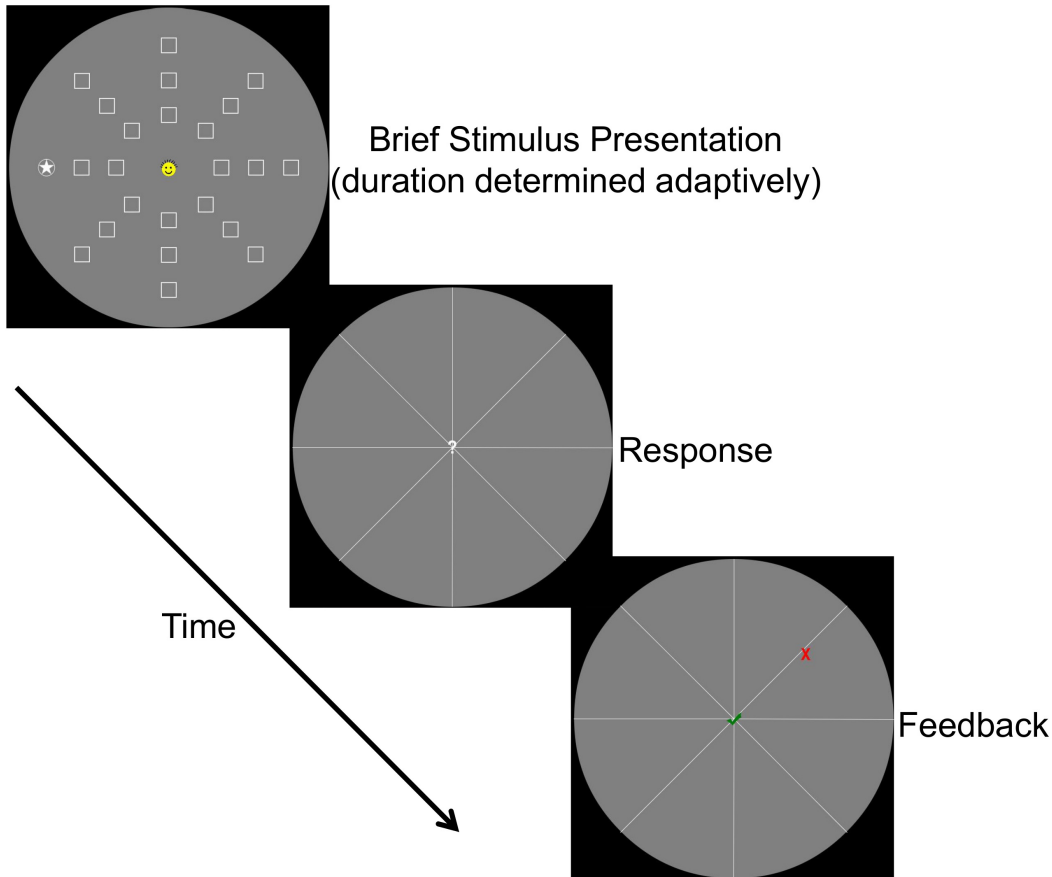 Brief Stimulus Presentation
(duration determined adaptively)
?
Response
Time
X
Feedback